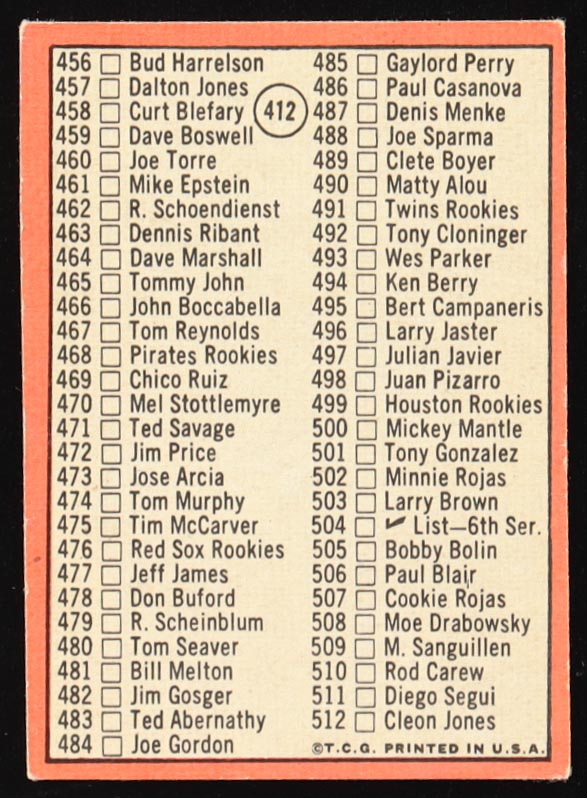 456 Bud Harrelson
457 Dalton Jones
458 Curt Blefary
459 Dave Boswell
460 Joe Torre
461 Mike Epstein
462 R. Schoendienst
463 Dennis Ribant
464 Dave Marshall
465 Tommy John
466 John Boccabella
467 Tom Reynolds
468 Pirates Rookies
469 Chico Ruiz
470 Mel Stottlemyre
471 Ted Savage
472 Jim Price
473 Jose Arcia
474 Tom Murphy
475 Tim McCarver
476 Red Sox Rookies
477 Jeff James
478 Don Buford
479 R. Scheinblum
480 Tom Seaver
481 Bill Melton
482 Jim Gosger
483 Ted Abernathy
484 Joe Gordon
412
485 Gaylord Perry
486 Paul Casanova
487 Denis Menke
488 Joe Sparma
489 Clete Boyer
490 Matty Alou
491 Twins Rookies
492 Tony Cloninger
493 Wes Parker
494 Ken Berry
495 Bert Campaneris
496 Larry Jaster
497 Julian Javier
498 Juan Pizarro
499 Houston Rookies
500 Mickey Mantle
501 Tony Gonzalez
502 Minnie Rojas
503 Larry Brown
504 ✓ List—6th Ser.
505 Bobby Bolin
506 Paul Blair
507 Cookie Rojas
508 Moe Drabowsky
509 M. Sanguillen
510 Rod Carew
511 Diego Segui
512 Cleon Jones
©T.C.G. PRINTED IN U.S.A.